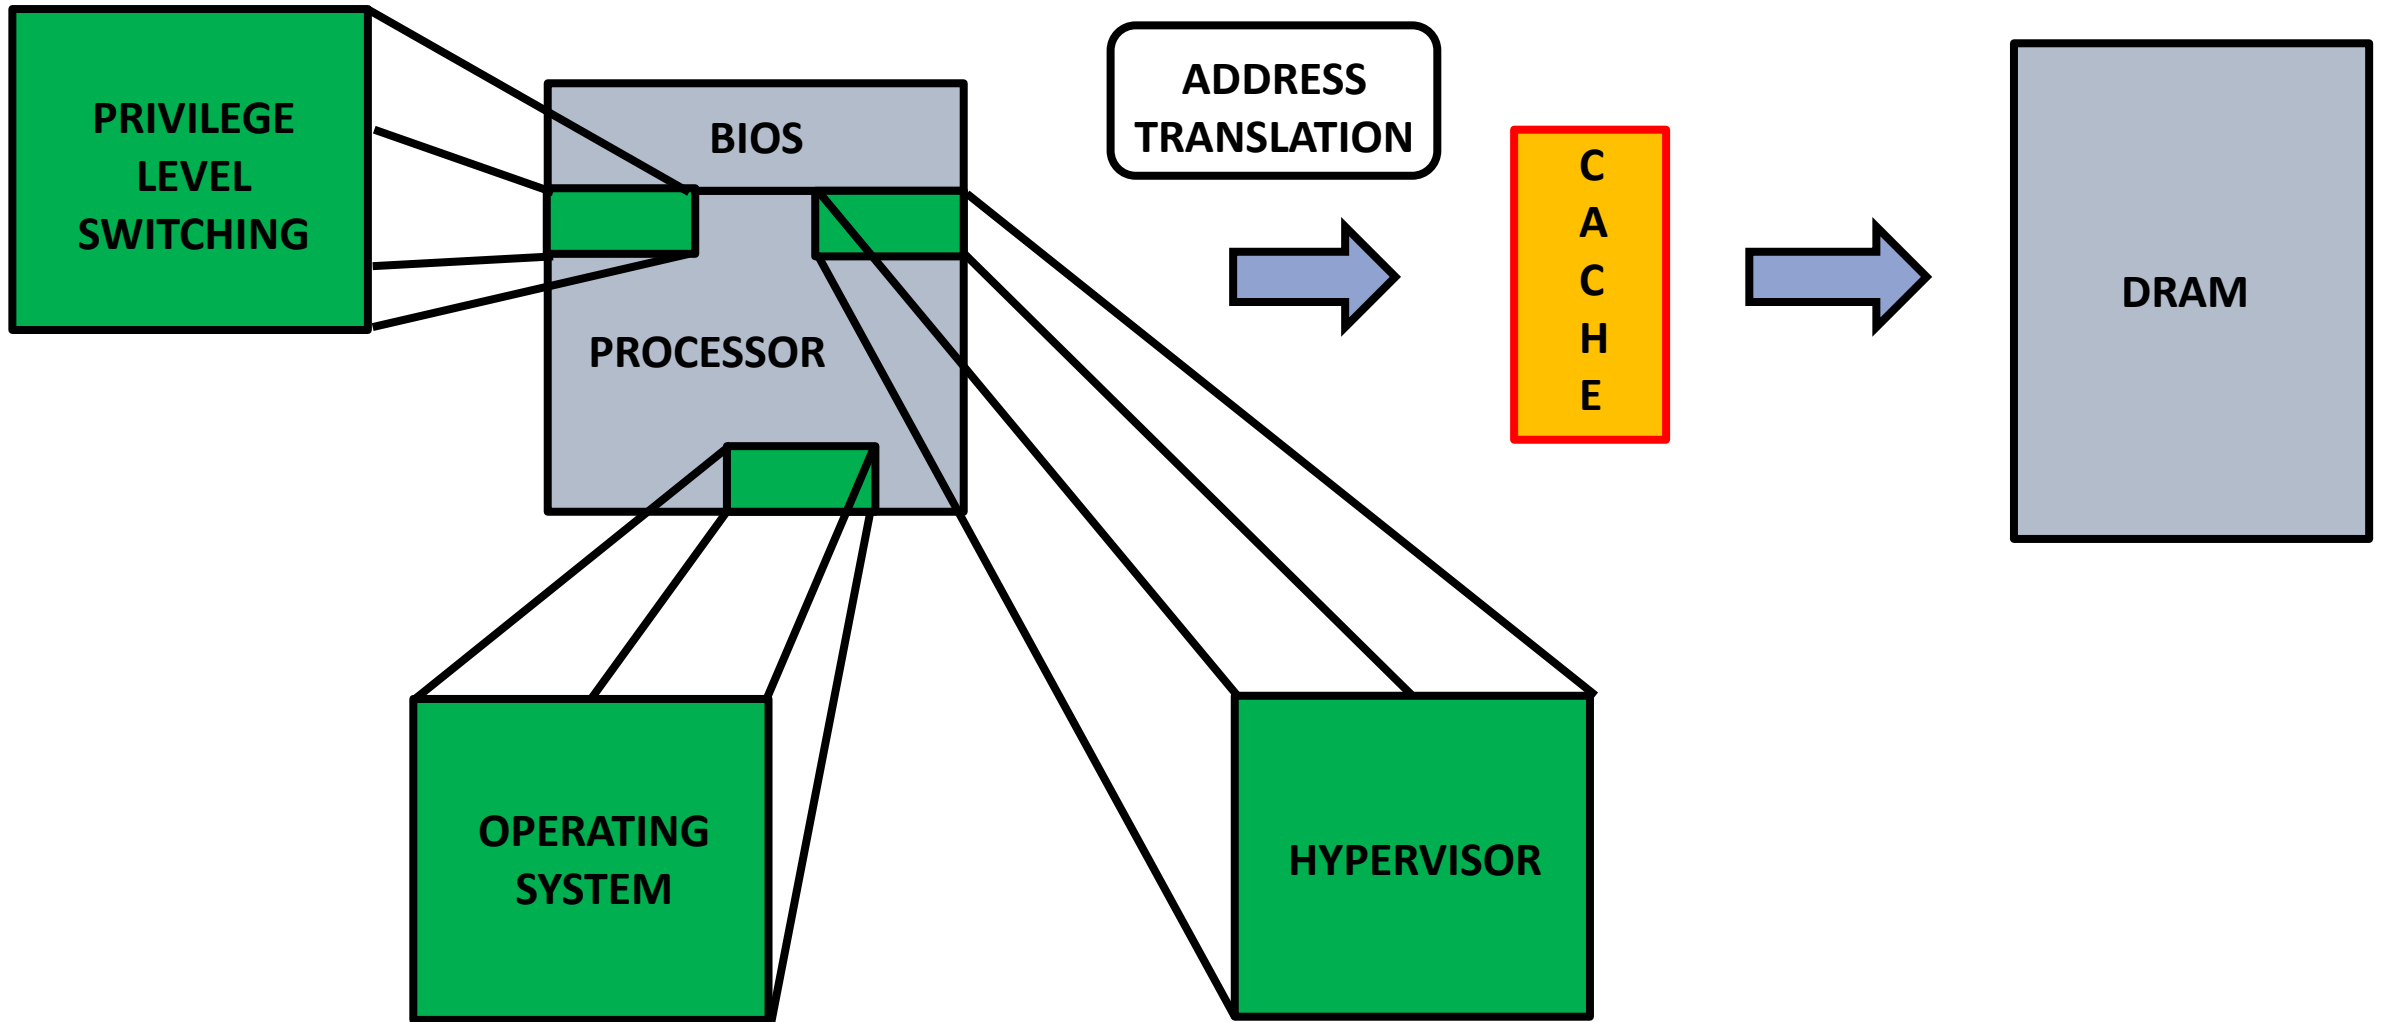 PRIVILEGE
LEVEL
SWITCHING
BIOS
PROCESSOR
ADDRESS
TRANSLATION
C
A
C
H
E
DRAM
OPERATING
SYSTEM
HYPERVISOR